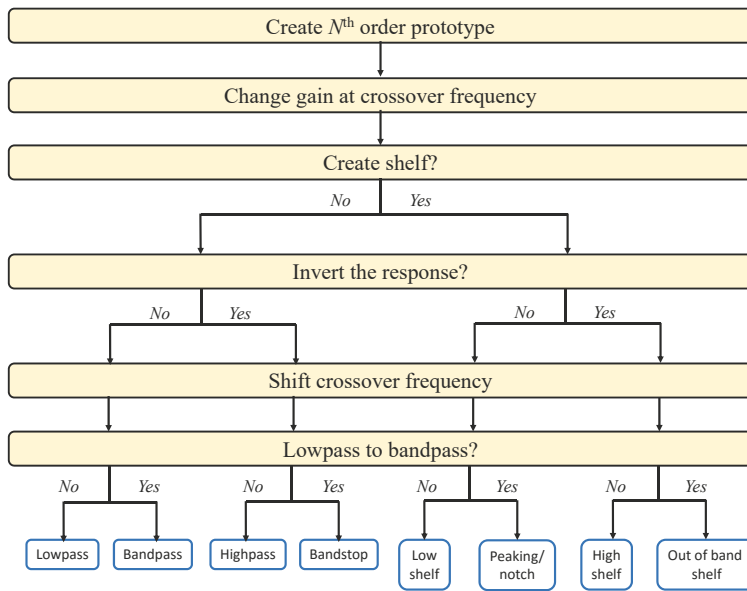 Create Nth order prototype
Change gain at crossover frequency
Create shelf?
No Yes
Invert the response?
No Yes No Yes
Shift crossover frequency
Lowpass to bandpass?
No Yes No Yes No Yes No Yes
Lowpass
Bandpass
Highpass
Bandstop
Low
shelf
Peaking/
notch
High
shelf
Out of band
shelf